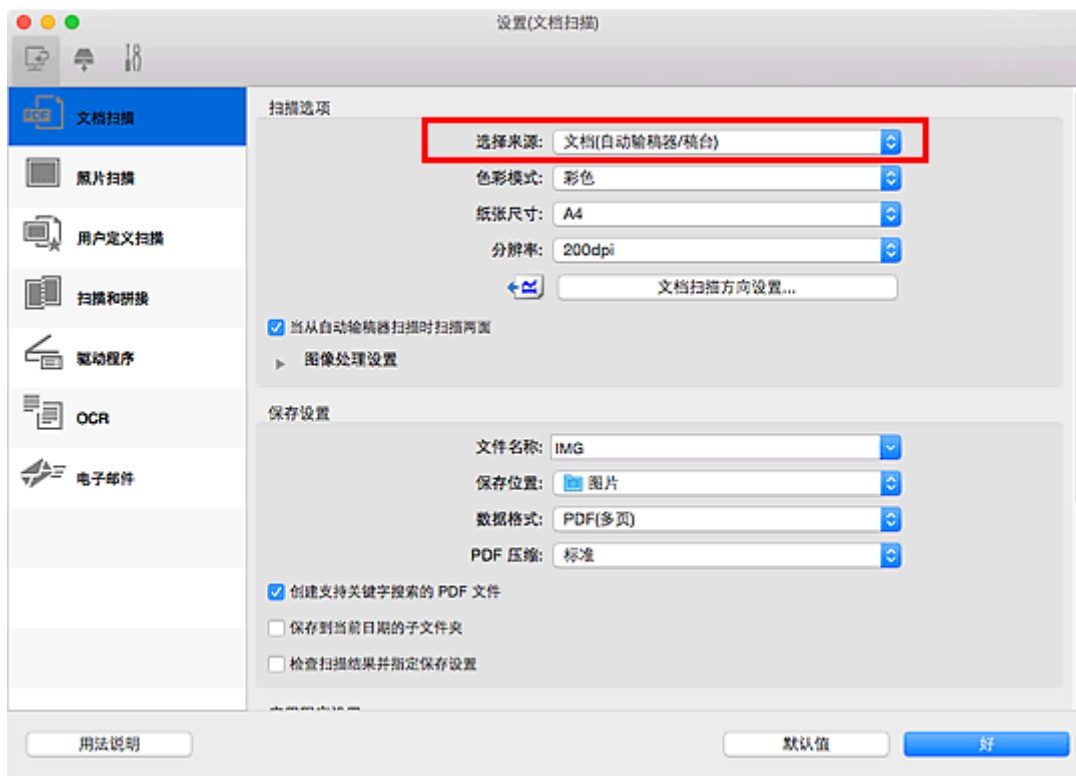 设置(文档扫描)
文档扫描
照片扫描
用户定义扫描
扫描和拼接
驱动程序
OCR
电子邮件
扫描选项
选择来源: 文档(自动输稿器/稿台)
色彩模式: 彩色
纸张尺寸: A4
分辨率: 200dpi
文档扫描方向设置...
当从自动输稿器扫描时扫描两面
图像处理设置
保存设置
文件名称: IMG
保存位置: 图片
数据格式: PDF(多页)
PDF 压缩: 标准
创建支持关键字搜索的 PDF 文件
保存到当前日期的子文件夹
检查扫描结果并指定保存设置
用法说明
默认值
好